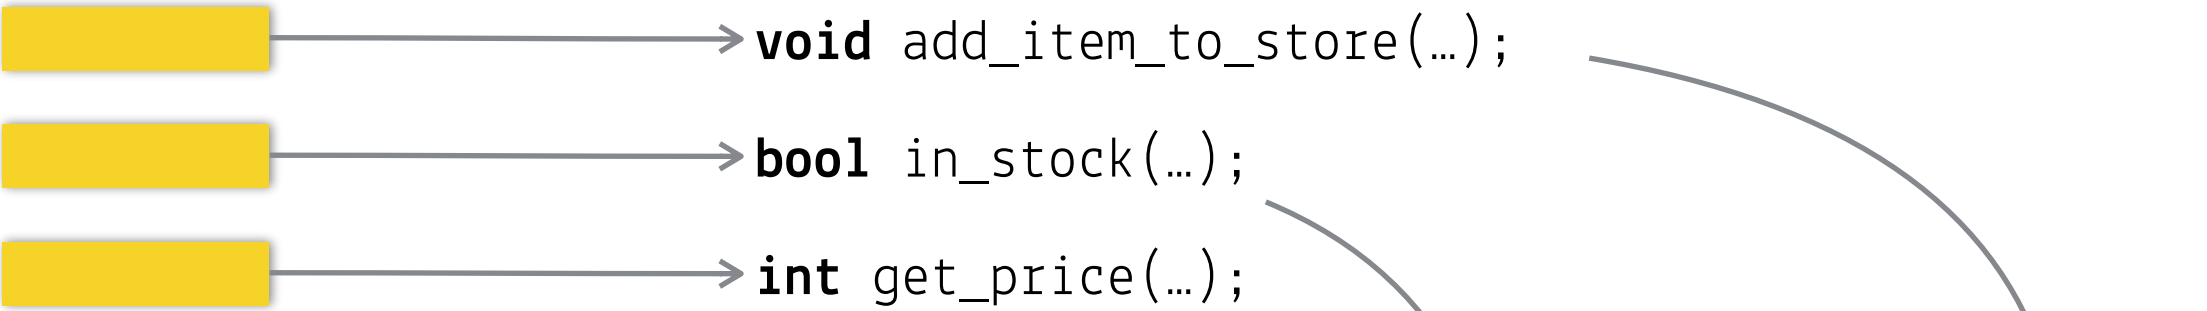 void add_item_to_store(…);
bool in_stock(…);
int get_price(…);